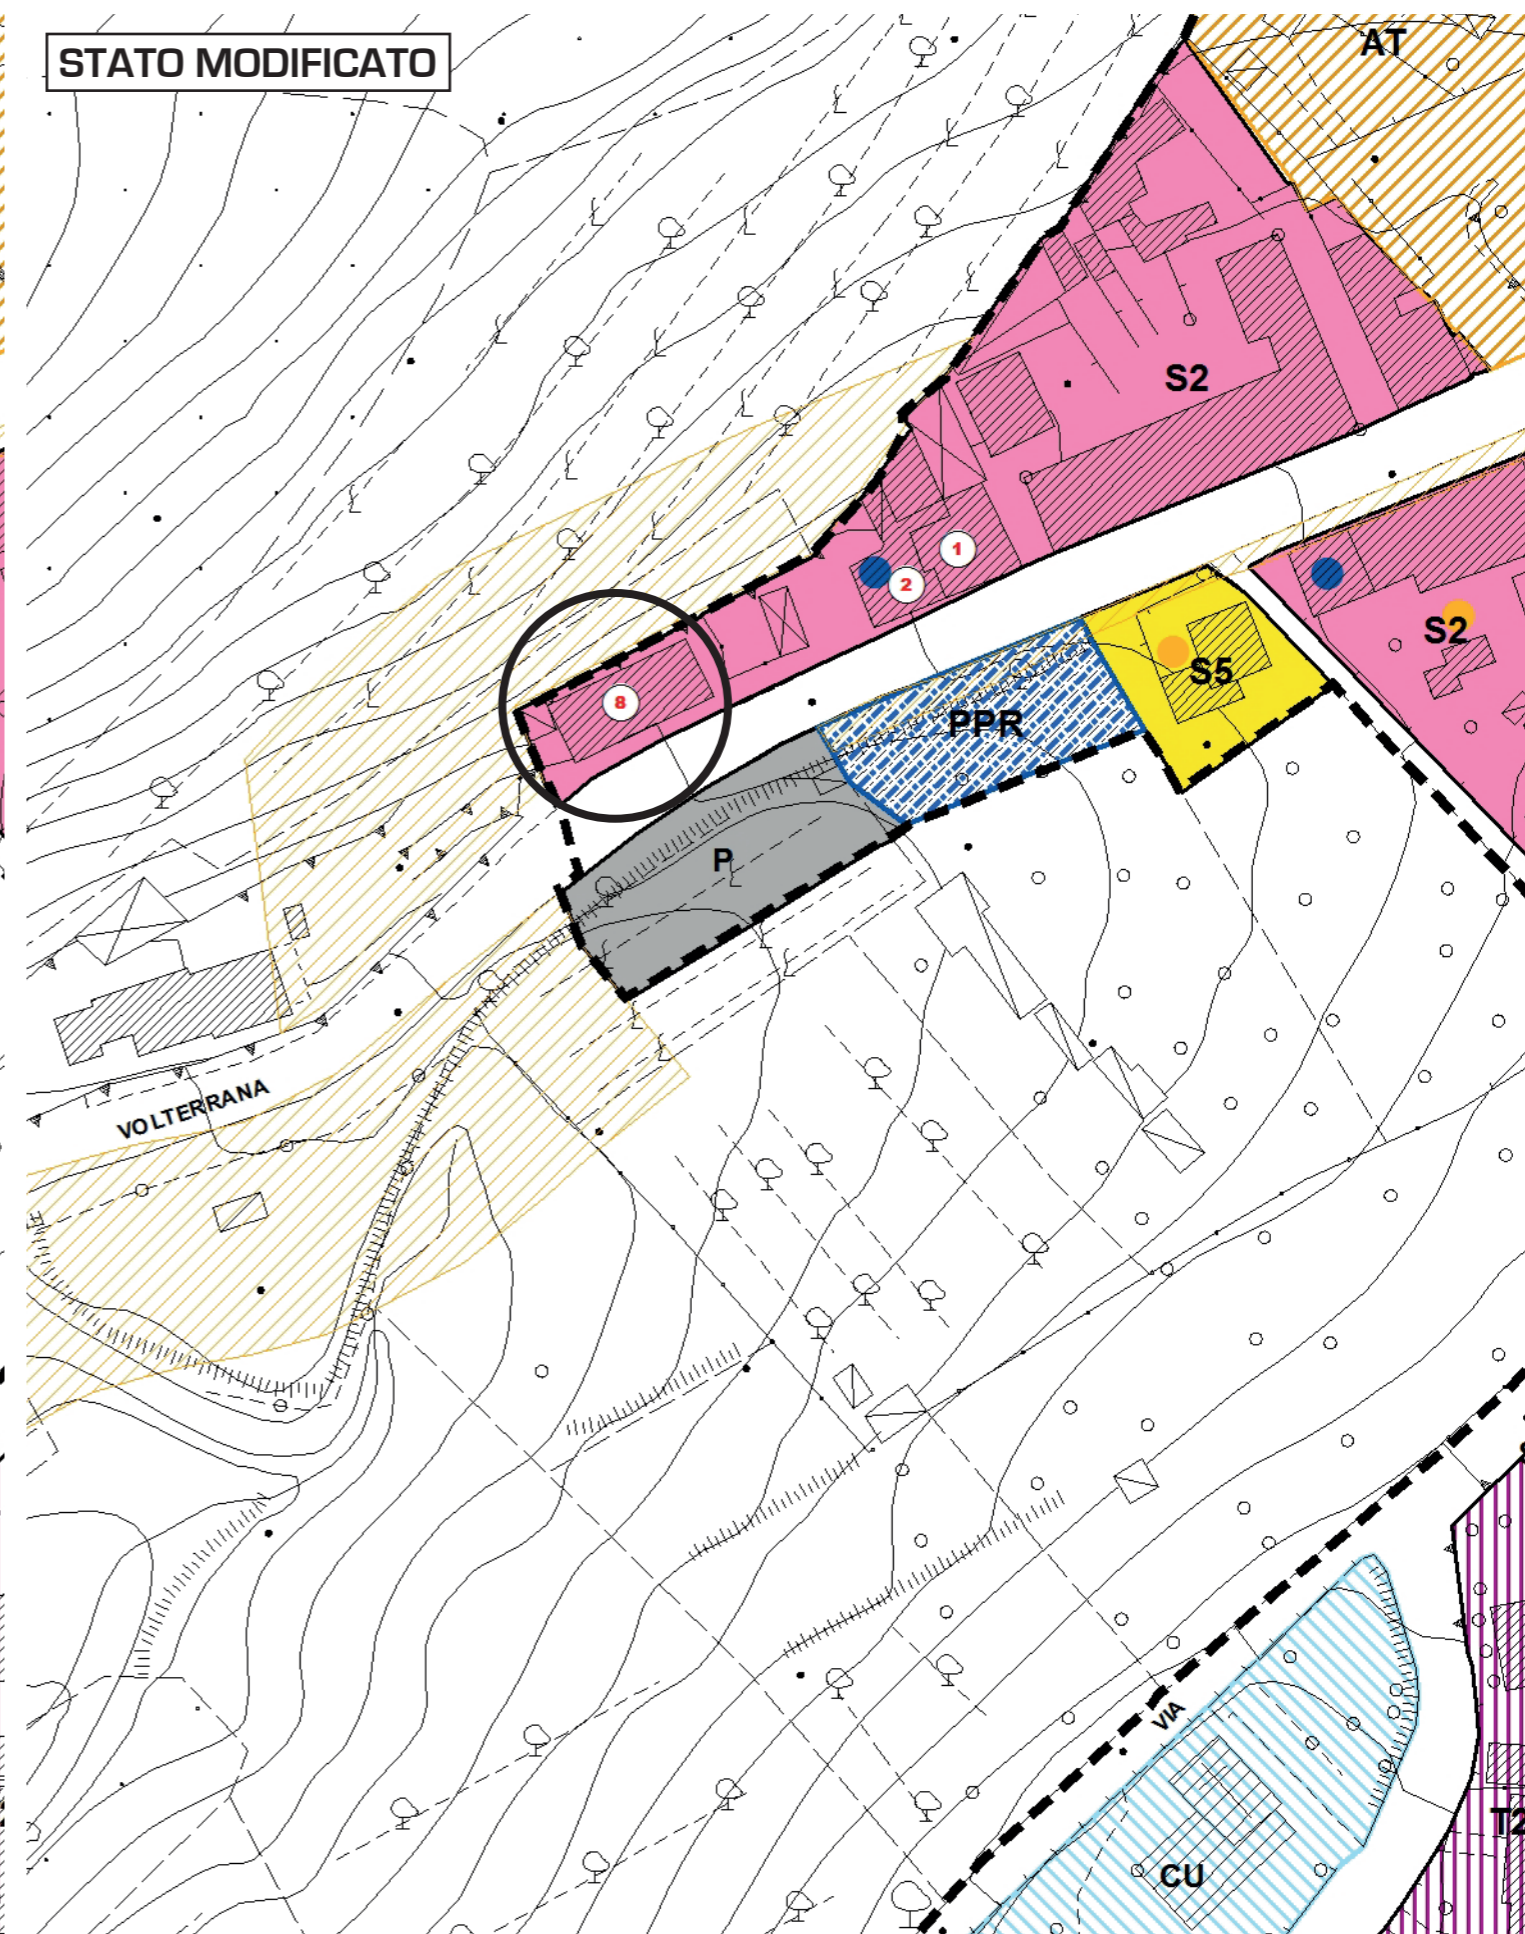 STATO MODIFICATO
AT
S2
1
2
S2
S5
8
PPR
P
VOLTERRANA
VIA
T2
CU